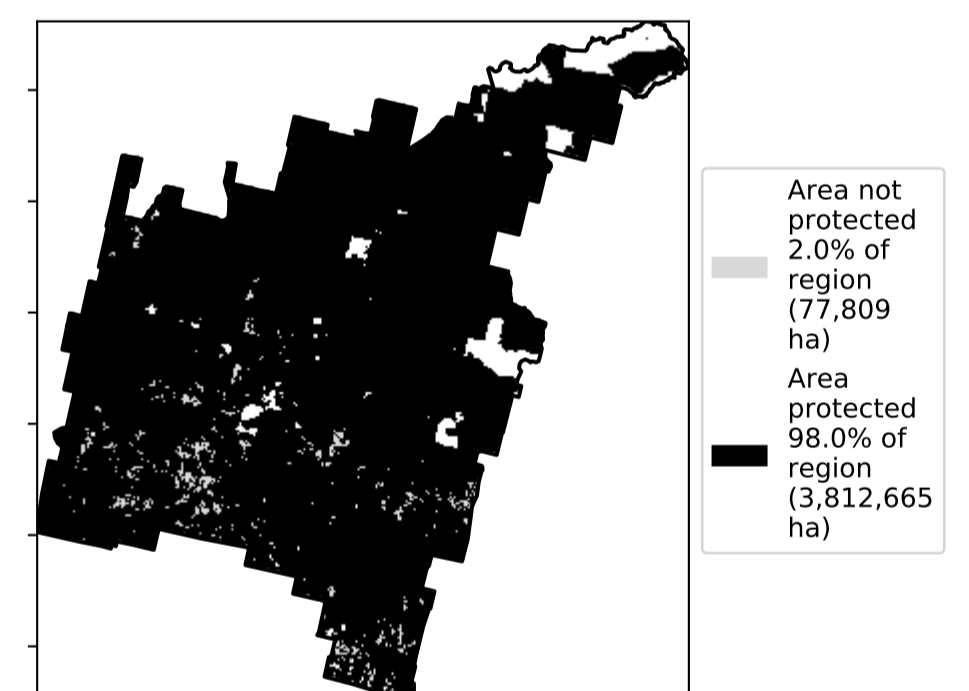 Area not
protected
2.0% of
region
(77,809
ha)
Area
protected
98.0% of
region
(3,812,665
ha)